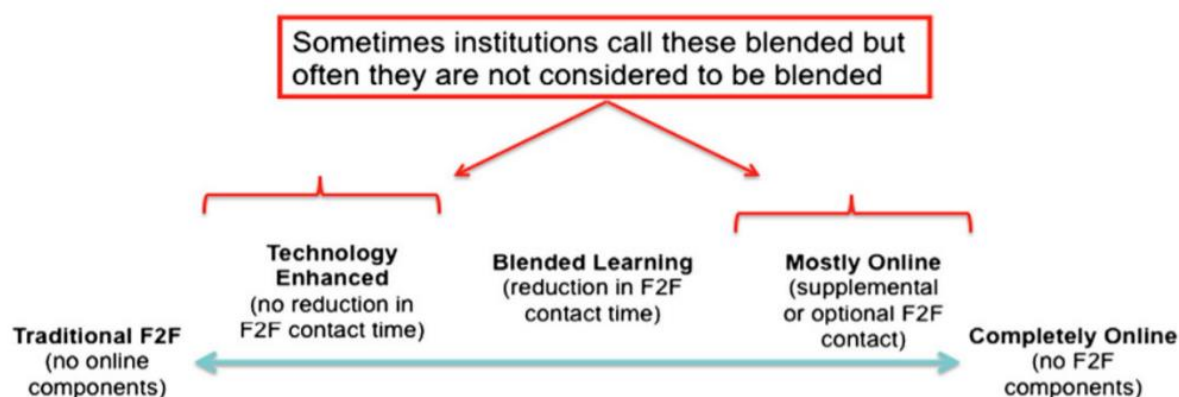 Sometimes institutions call these blended but
often they are not considered to be blended
Technology
Enhanced
(no reduction in
F2F contact time)
Blended Learning
(reduction in F2F
contact time)
Mostly Online
(supplemental
or optional F2F
contact)
Traditional F2F
(no online
components)
Completely Online
(no F2F
components)